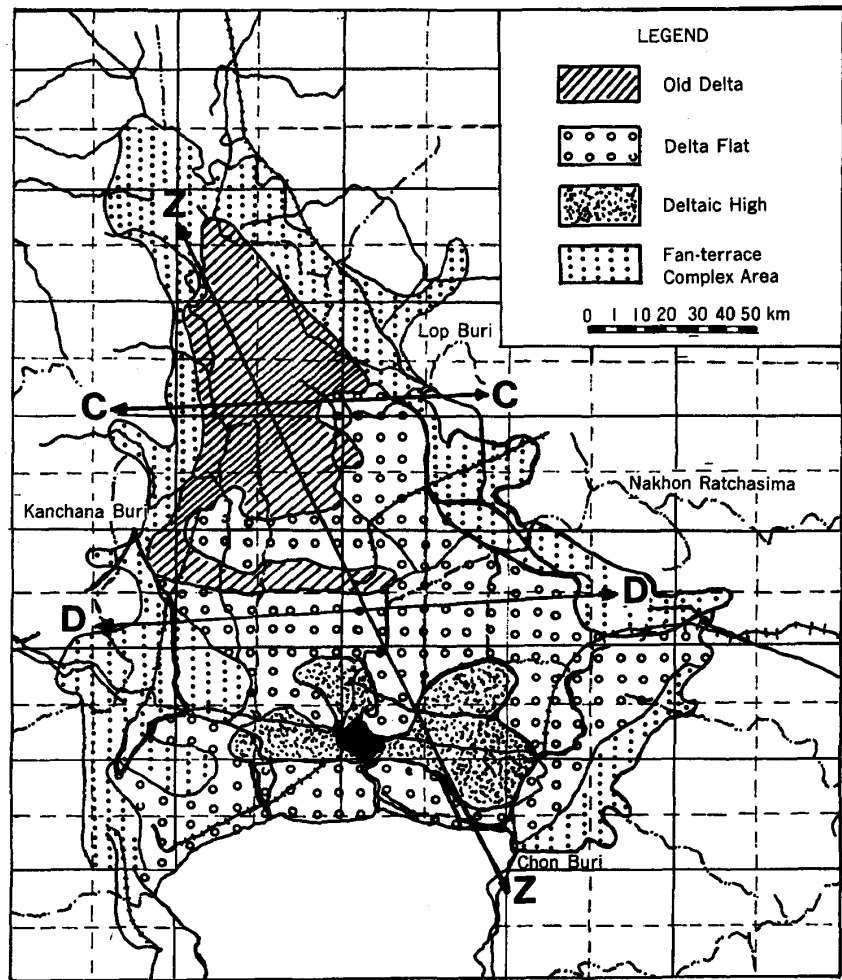 LEGEND
Old Delta
Delta Flat
Deltaic High
Fan-terrace
Complex Area
0 1 10 20 30 40 50 km
Z
Lop Buri
C
C
Nakhon Ratchasima
Kanchana Buri
D
D
Chon Buri
Z